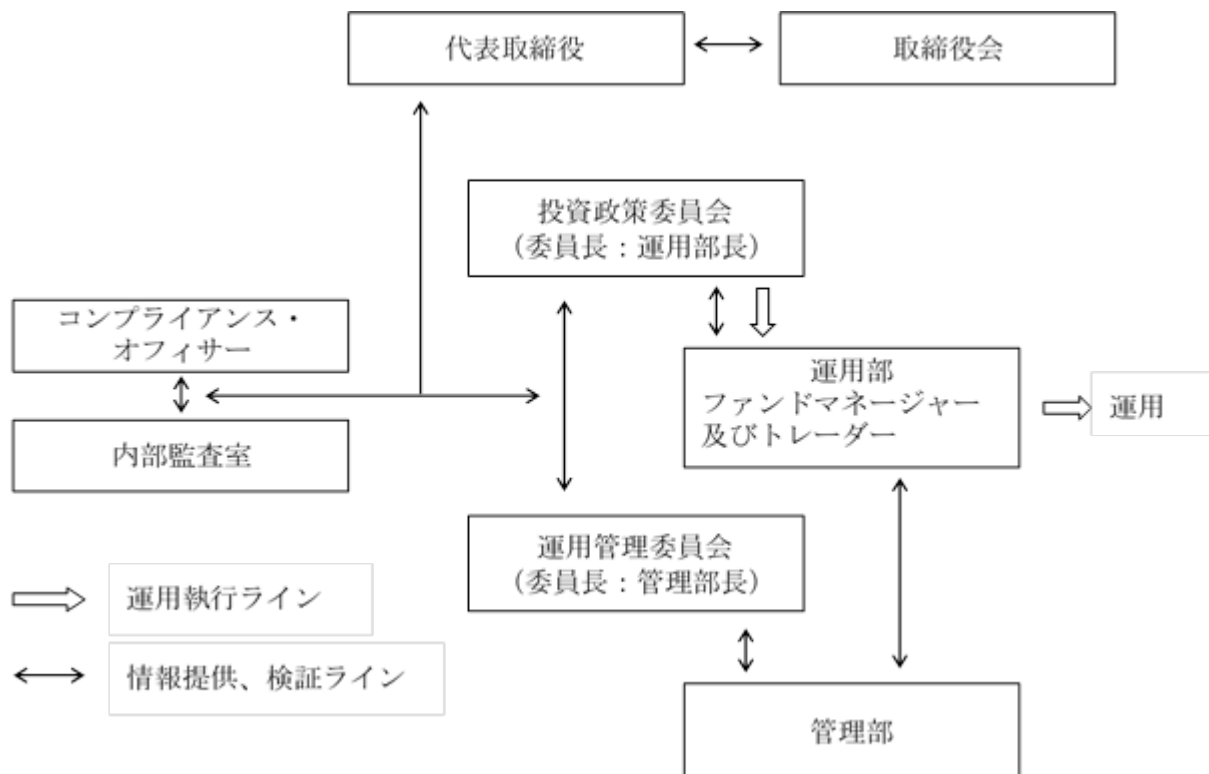 代表取締役
取締役会
投資政策委員会
（委員長：運用部長）
コンプライアンス・
オフィサー
内部監査室
運用部
ファンドマネージャー
及びトレーダー
運用
運用管理委員会
（委員長：管理部長）
運用執行ライン
情報提供、検証ライン
管理部